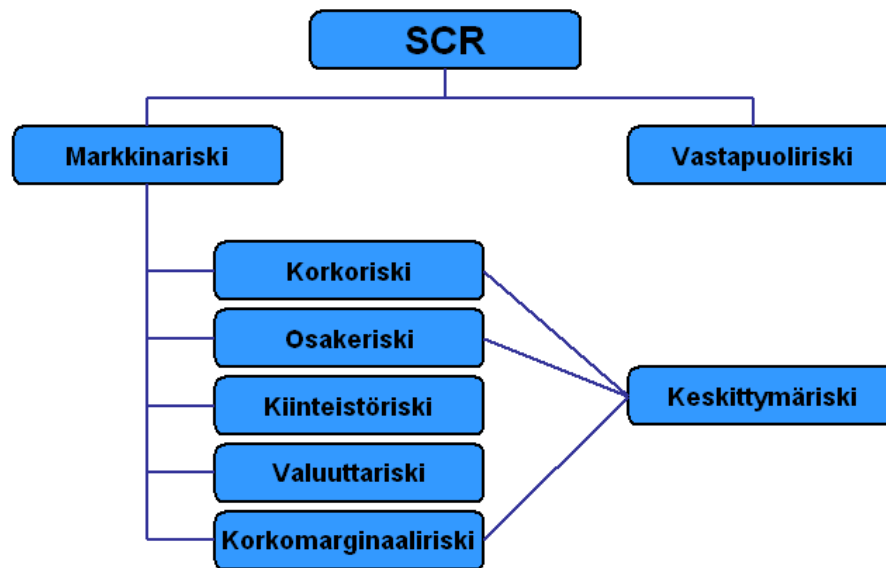 SCR
Markkinariski
Vastapuoliriski
Korkoriski
Osakeriski
Kiinteistöriski
Keskittymäriski
Valuuttariski
Korkomarginaaliriski